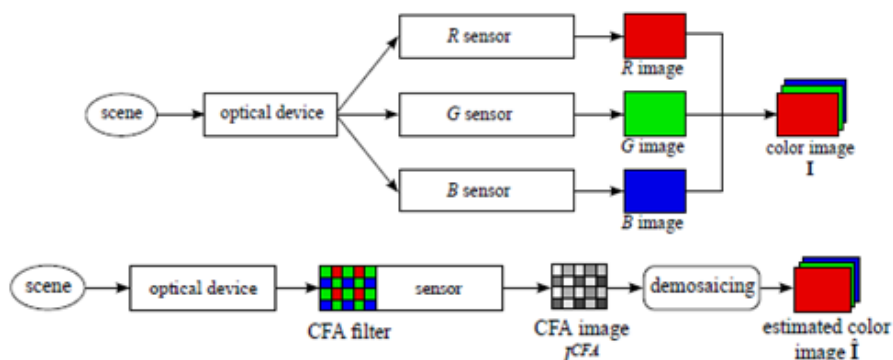 R sensor
R image
scene
optical device
G sensor
G image
color image
I
B sensor
B image
scene
optical device
sensor
demosaicing
CFA filter
CFA image
I^CFA
estimated color
image Î